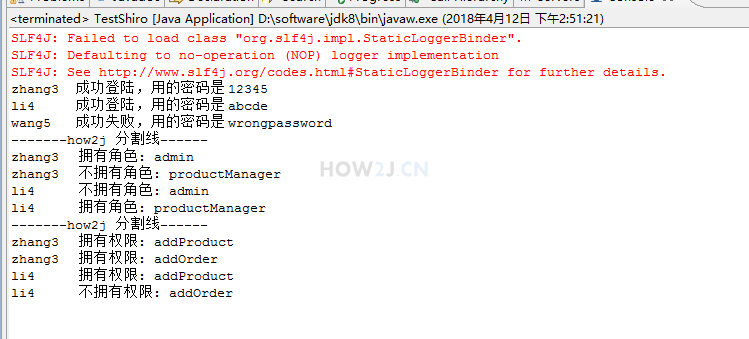 <terminated> TestShiro [Java Application] D:\software\jdk8\bin\javaw.exe (2018年4月12日 下午2:51:21)
SLF4J: Failed to load class "org.slf4j.impl.StaticLoggerBinder".
SLF4J: Defaulting to no-operation (NOP) logger implementation
SLF4J: See http://www.slf4j.org/codes.html#StaticLoggerBinder for further details.
zhang3 成功登陆，用的密码是 12345
li4 成功登陆，用的密码是 abcde
wang5 成功失败，用的密码是 wrongpassword
-------how2j 分割线------
zhang3 拥有角色: admin
zhang3 不拥有角色: productManager
li4 不拥有角色: admin
li4 拥有角色: productManager
-------how2j 分割线------
zhang3 拥有权限: addProduct
zhang3 拥有权限: addOrder
li4 拥有权限: addProduct
li4 不拥有权限: addOrder
HOW2J.CN